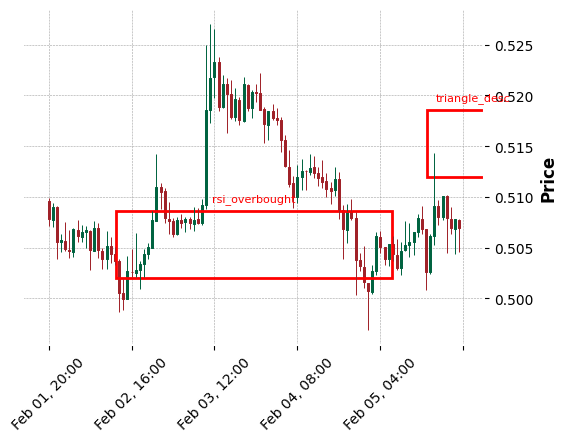 0.525
triangle_desc
0.520
0.515
rsi_overbought
0.510
0.505
0.500
Price
Feb 01, 20:00
Feb 02, 16:00
Feb 03, 12:00
Feb 04, 08:00
Feb 05, 04:00